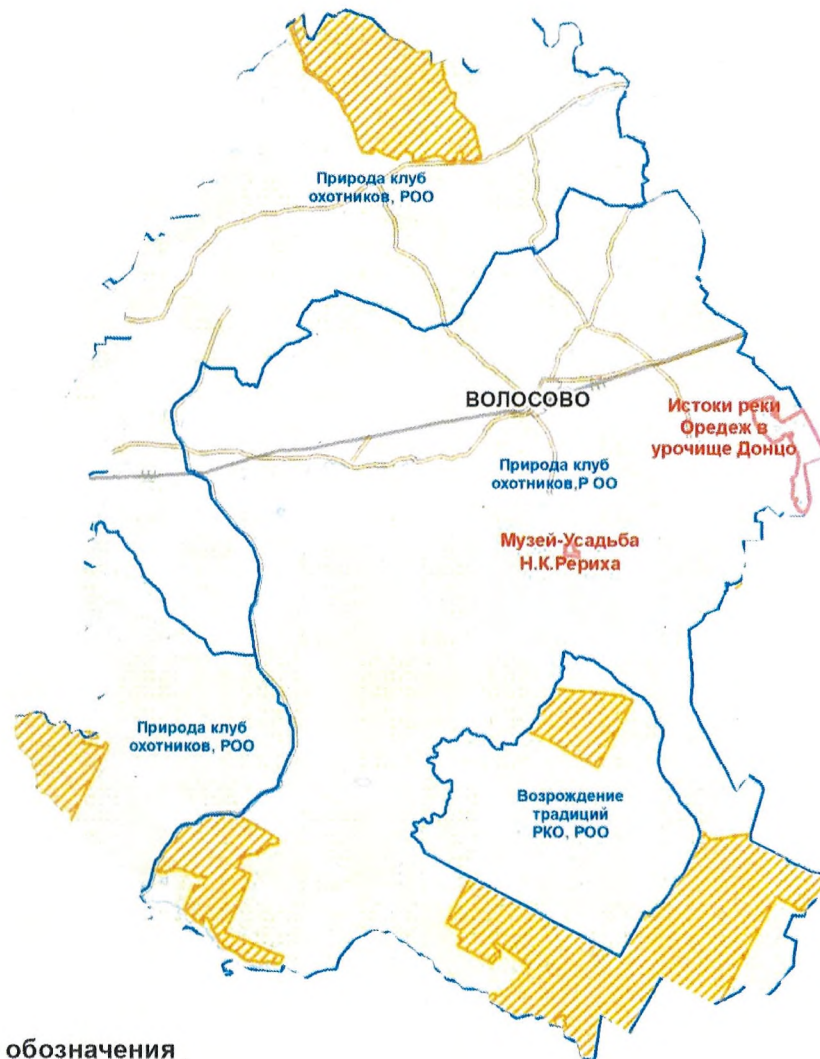 Природа клуб
охотников, РОО
ВОЛОСОВО
Истоки реки
Оредеж в
урочище Донцо
Природа клуб
охотников,Р ОО
Музей-Усадьба
Н.К.Рериха
Природа клуб
охотников, РОО
Возрождение
традиций
РКО, РОО
обозначения